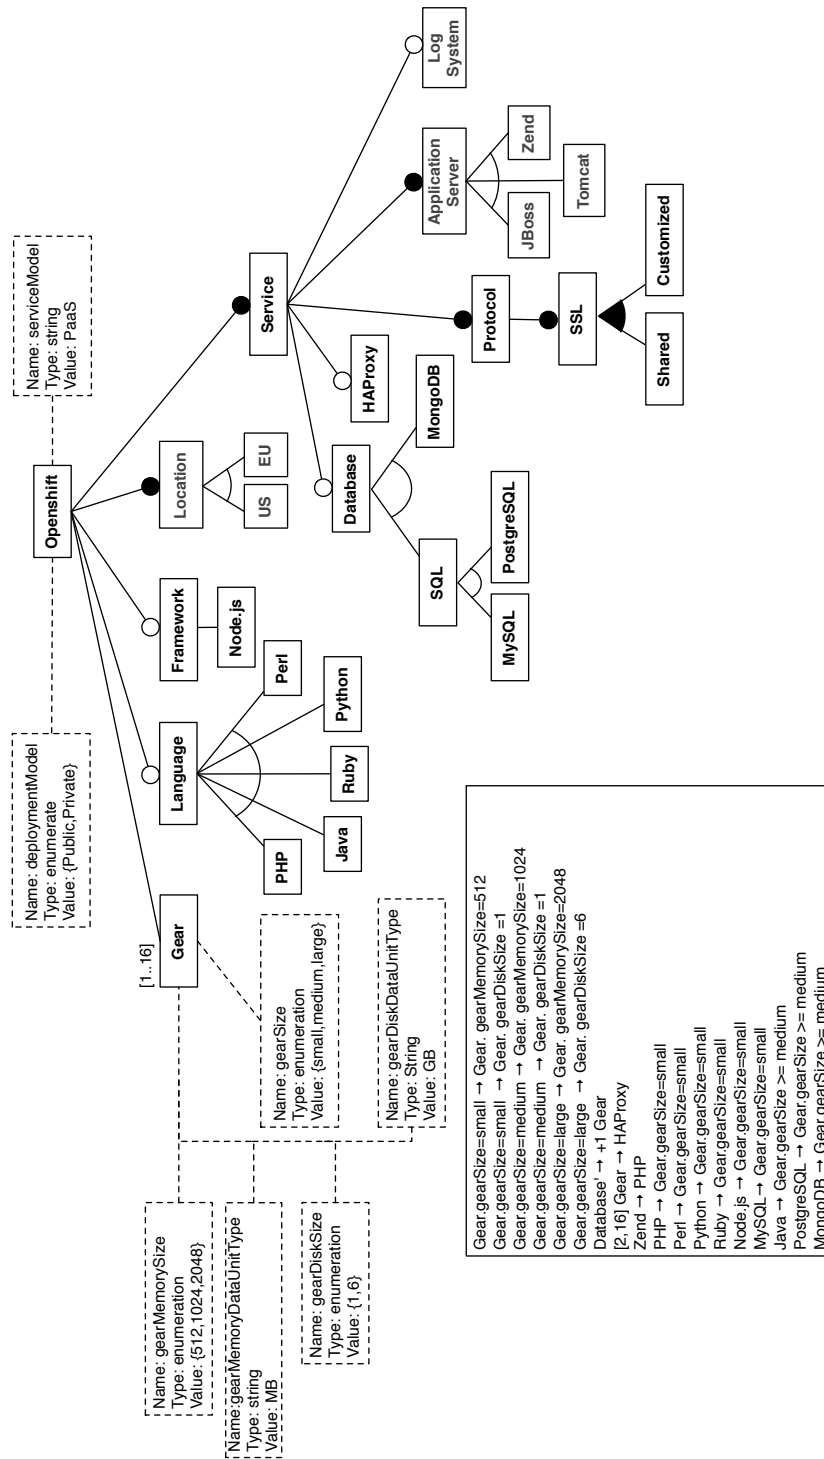 Openshift
Name: deploymentModel
Type: enumerate
Value: {Public,Private}
Name: serviceModel
Type: string
Value: PaaS
[1..16]
Gear
Language
Framework
Location
Service
Name: gearMemorySize
Type: enumeration
Value: {512,1024,2048}
Name:gearMemoryDataUnitType
Type: string
Value: MB
Name: gearDiskSize
Type: enumeration
Value: {1,6}
Name: gearSize
Type: enumeration
Value: {small,medium,large}
Name: gearDiskDataUnitType
Type: String
Value: GB
PHP
Java
Ruby
Python
Perl
Node.js
US
EU
Database
HAProxy
Protocol
Application
Server
Log
System
SQL
MongoDB
MySQL
PostgreSQL
SSL
Shared
Customized
JBoss
Tomcat
Zend
Gear.gearSize=small → Gear. gearMemorySize=512
Gear.gearSize=small → Gear. gearDiskSize =1
Gear.gearSize=medium → Gear. gearMemorySize=1024
Gear.gearSize=medium → Gear. gearDiskSize =1
Gear.gearSize=large → Gear. gearMemorySize=2048
Gear.gearSize=large → Gear. gearDiskSize =6
Database' → +1 Gear
[2,16] Gear → HAProxy
Zend → PHP
PHP → Gear.gearSize=small
Perl → Gear.gearSize=small
Python → Gear.gearSize=small
Ruby → Gear.gearSize=small
Node.js → Gear.gearSize=small
MySQL→ Gear.gearSize=small
Java → Gear.gearSize >= medium
PostgreSQL → Gear.gearSize >= medium
MongoDB → Gear.gearSize >= medium